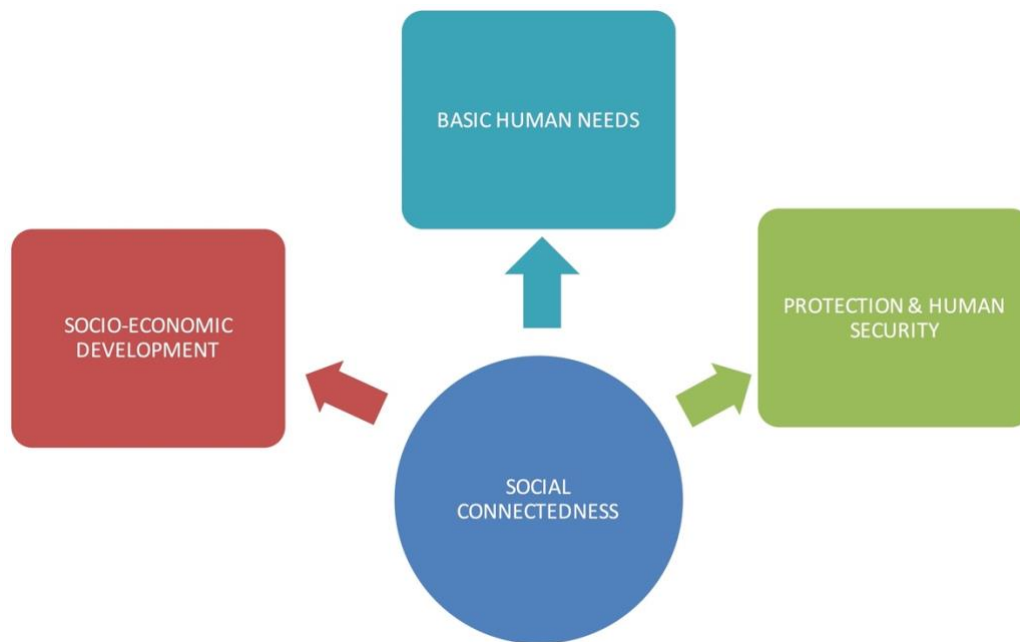 BASIC HUMAN NEEDS
SOCIO-ECONOMIC
DEVELOPMENT
PROTECTION & HUMAN
SECURITY
SOCIAL
CONNECTEDNESS